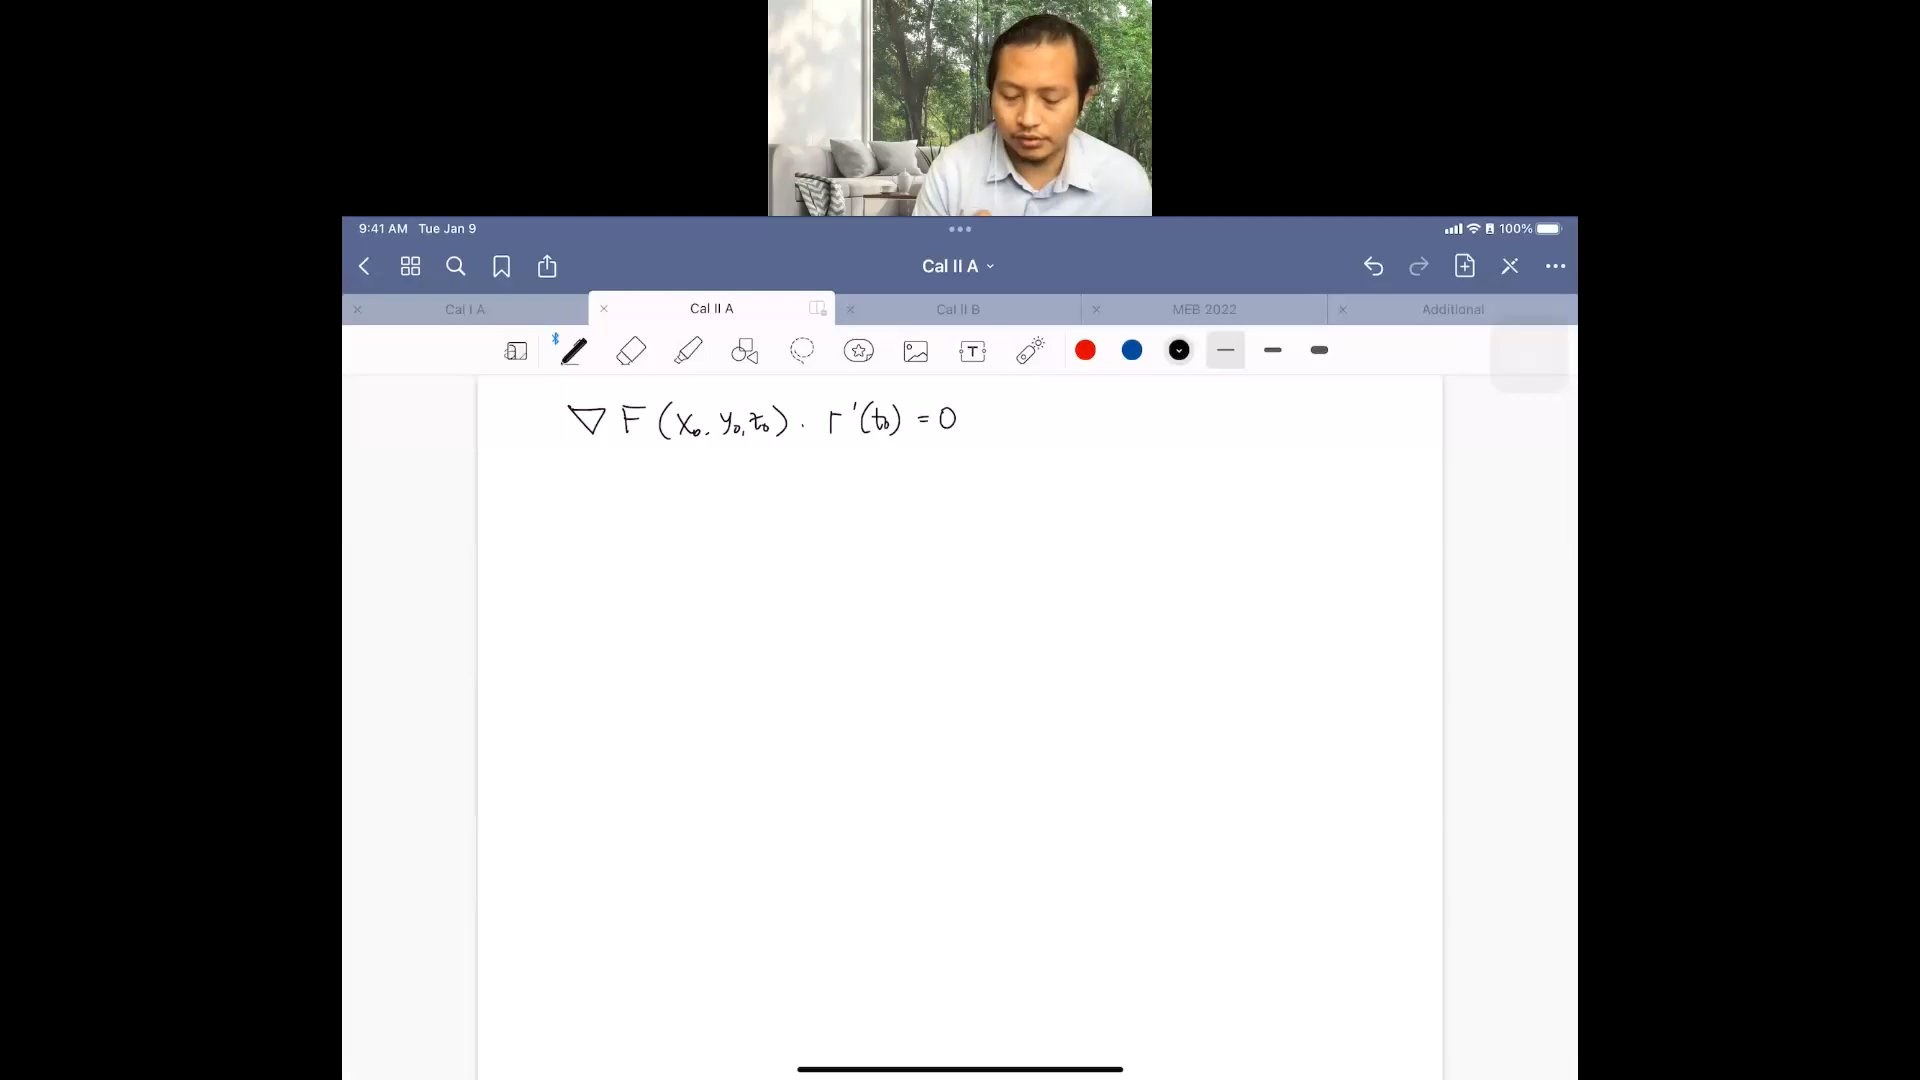 9:41 AM Tue Jan 9
100%
Cal II A
Cal I A
Cal II A
Cal II B
MEB 2022
Additional
T
∇ F (x₀, y₀, z₀) · r'(t₀) = 0